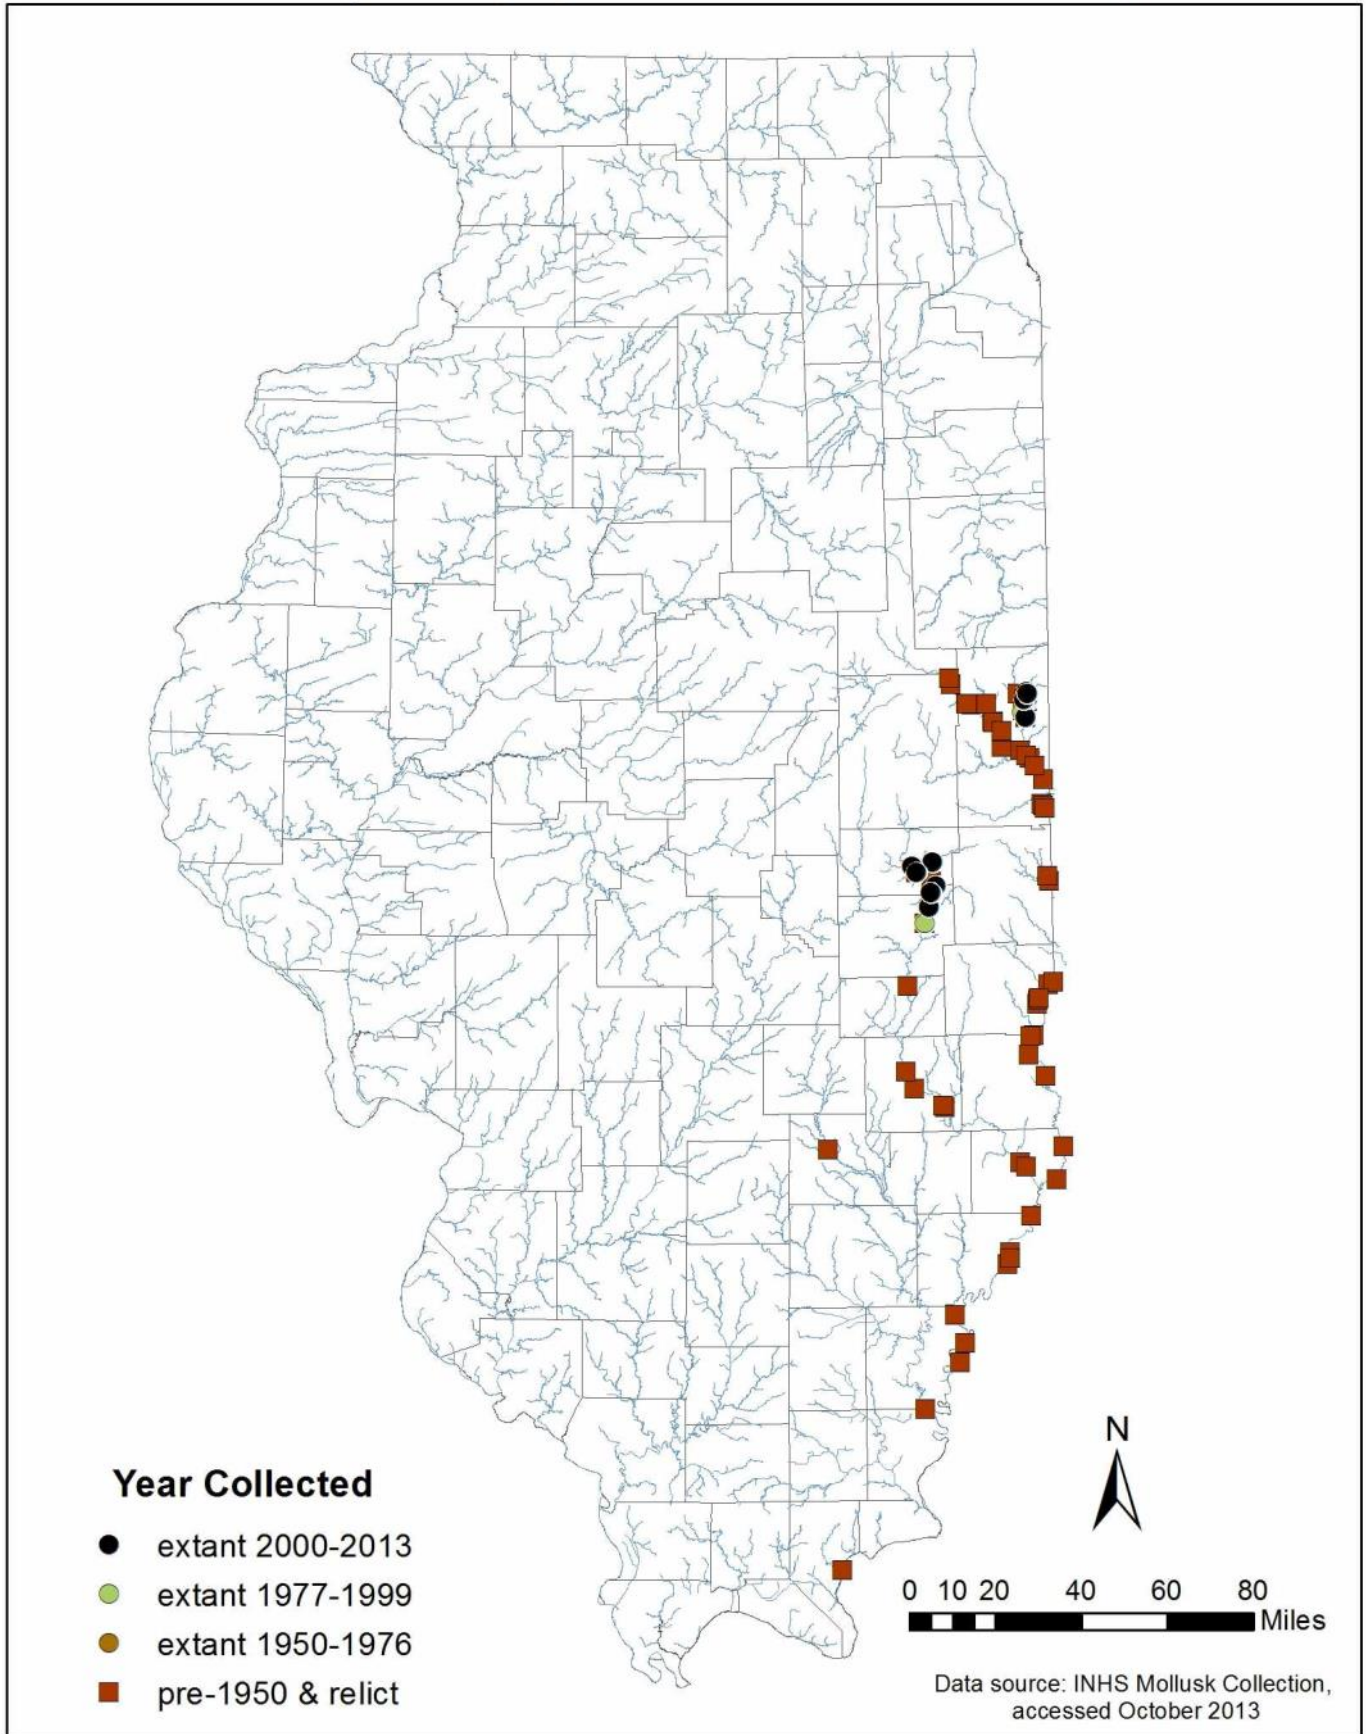 Year Collected
extant 2000-2013
extant 1977-1999
extant 1950-1976
pre-1950 & relict
N
0 10 20 40 60 80
Miles
Data source: INHS Mollusk Collection,
accessed October 2013